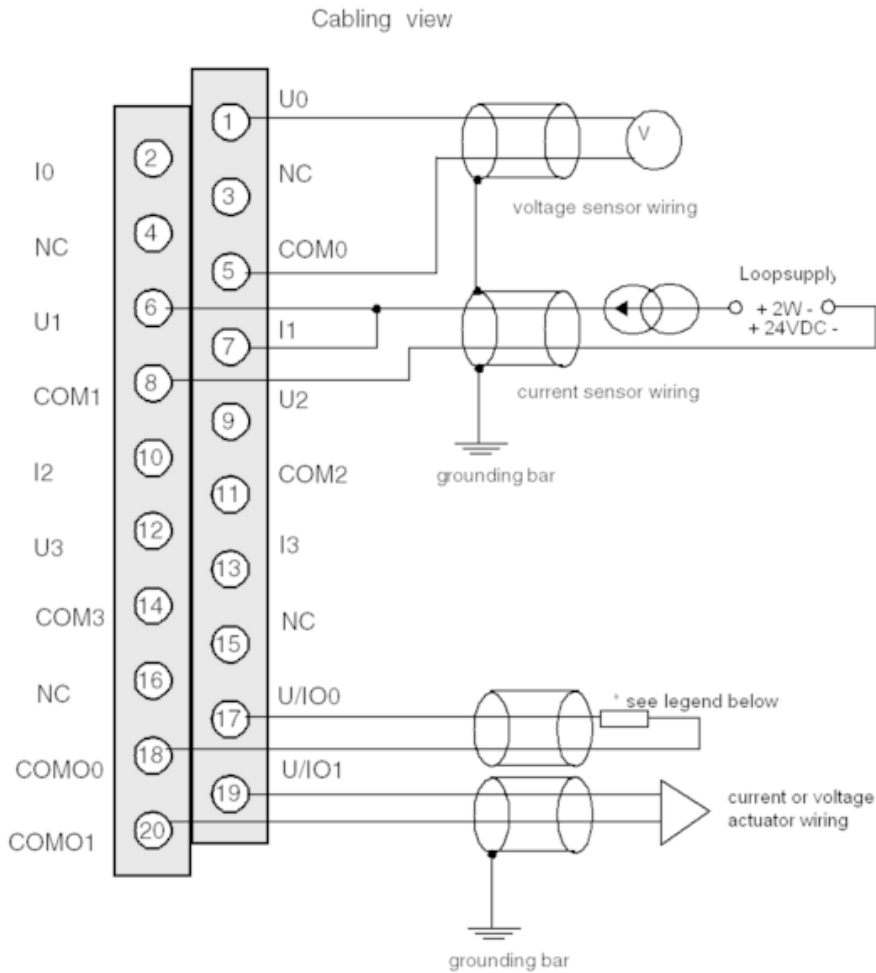 Cabling view
U0
1
2
I0
NC
3
voltage sensor wiring
V
4
NC
COM0
5
Loopsupply
6
U1
I1
7
+ 2W -
+ 24VDC -
8
COM1
U2
9
current sensor wiring
10
I2
COM2
11
grounding bar
12
U3
I3
13
14
COM3
NC
15
16
NC
U/IO0
17
* see legend below
18
COMO0
U/IO1
19
current or voltage
actuator wiring
20
COMO1
grounding bar